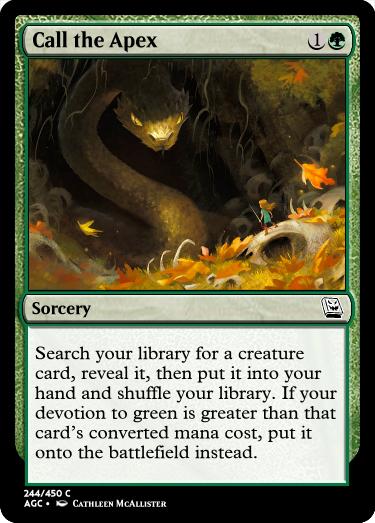 Call the Apex 1
Sorcery
Search your library for a creature
card, reveal it, then put it into your
hand and shuffle your library. If your
devotion to green is greater than that
card's converted mana cost, put it
onto the battlefield instead.
244/450 C
AGC • Cathleen McAllister